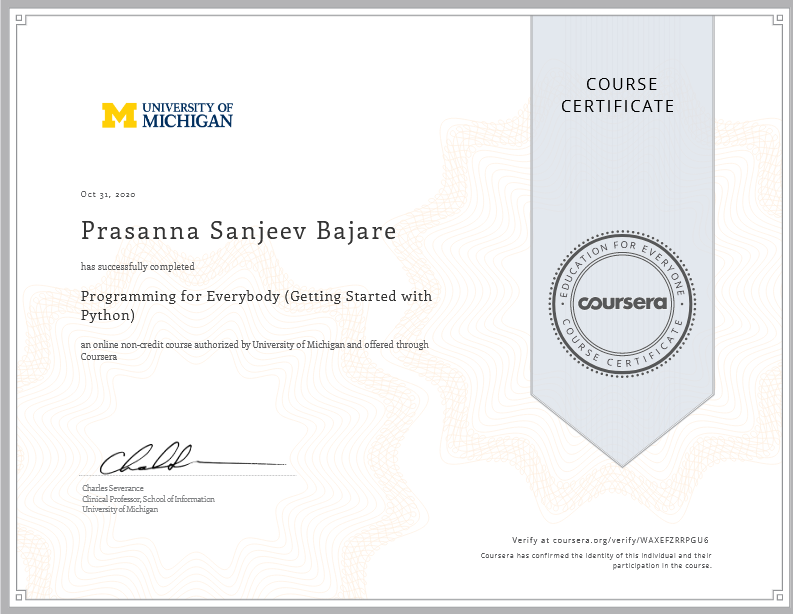 COURSE
CERTIFICATE
UNIVERSITY OF
MICHIGAN
Oct 31, 2020
Prasanna Sanjeev Bajare
has successfully completed
Programming for Everybody (Getting Started with
Python)
an online non-credit course authorized by University of Michigan and offered through
Coursera
EDUCATION FOR EVERYONE
coursera
COURSE CERTIFICATE
Charles Severance
Clinical Professor, School of Information
University of Michigan
Verify at coursera.org/verify/WAXEFZRRPGU6
Coursera has confirmed the identity of this individual and their
participation in the course.